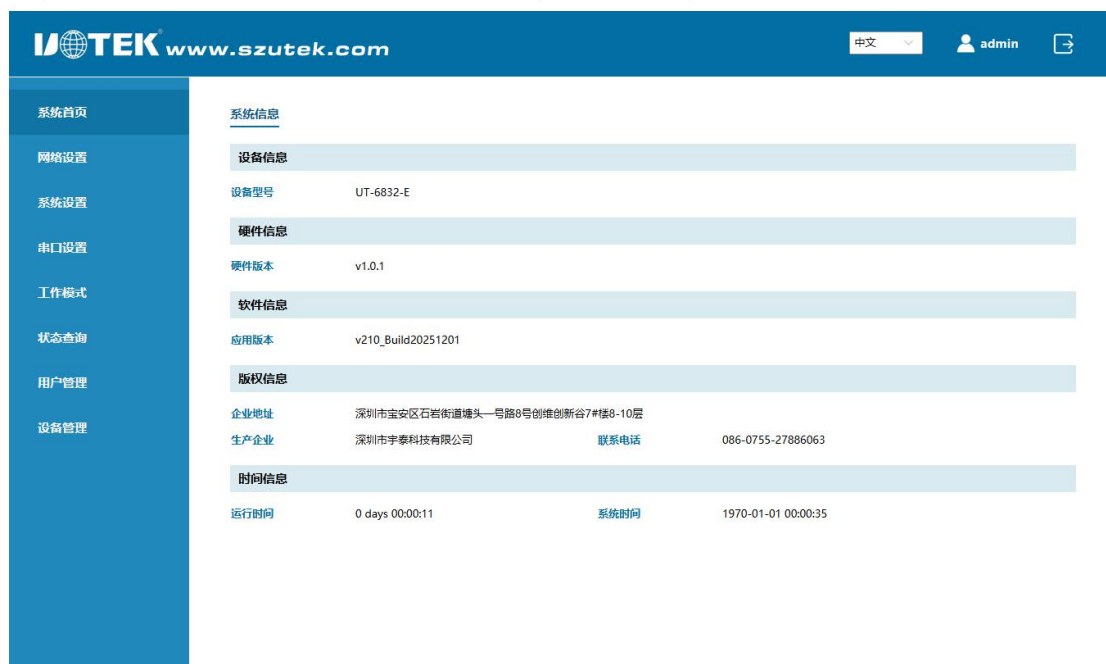 UOTEK www.szutek.com
中文
admin
系统首页
网络设置
系统设置
串口设置
工作模式
状态查询
用户管理
设备管理
系统信息
设备信息
设备型号 UT-6832-E
硬件信息
硬件版本 v1.0.1
软件信息
应用版本 v210_Build20251201
版权信息
企业地址 深圳市宝安区石岩街道塘头一号路8号创维创新谷7#楼8-10层
生产企业 深圳市宇泰科技有限公司 联系电话 086-0755-27886063
时间信息
运行时间 0 days 00:00:11 系统时间 1970-01-01 00:00:35